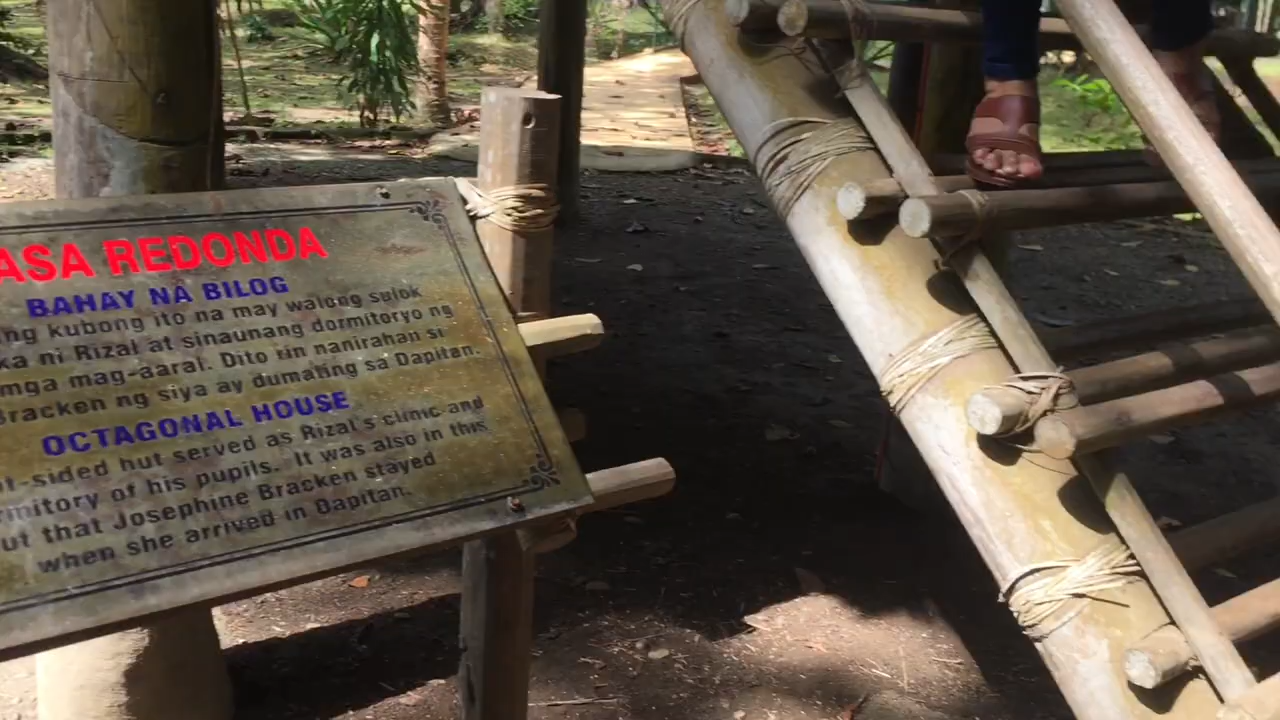 ASA REDONDA
BAHAY NA BILOG
ing kubong ito na may walong sulok
ka ni Rizal at sinaunang dormitoryo ng
mga mag-aaral. Dito rin nanirahan si
Bracken ng siya ay dumating sa Dapitan.
OCTAGONAL HOUSE
t-sided hut served as Rizal's clinic and
rmitory of his pupils. It was also in this
ut that Josephine Bracken stayed
when she arrived in Dapitan.